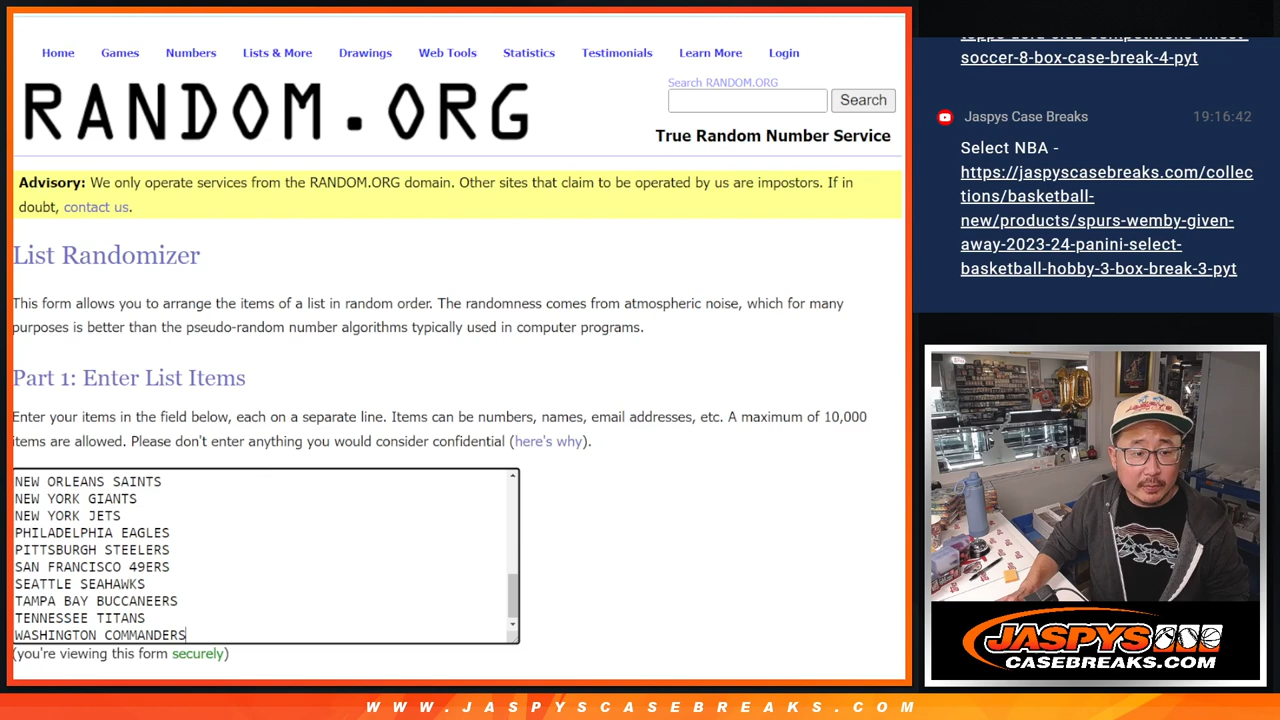 Home Games Numbers Lists & More Drawings Web Tools Statistics Testimonials Learn More Login
RANDOM.ORG
Search RANDOM.ORG
Search
True Random Number Service
Advisory: We only operate services from the RANDOM.ORG domain. Other sites that claim to be operated by us are impostors. If in
doubt, contact us.
List Randomizer
This form allows you to arrange the items of a list in random order. The randomness comes from atmospheric noise, which for many
purposes is better than the pseudo-random number algorithms typically used in computer programs.
Part 1: Enter List Items
Enter your items in the field below, each on a separate line. Items can be numbers, names, email addresses, etc. A maximum of 10,000
items are allowed. Please don't enter anything you would consider confidential (here's why).
NEW ORLEANS SAINTS
NEW YORK GIANTS
NEW YORK JETS
PHILADELPHIA EAGLES
PITTSBURGH STEELERS
SAN FRANCISCO 49ERS
SEATTLE SEAHAWKS
TAMPA BAY BUCCANEERS
TENNESSEE TITANS
WASHINGTON COMMANDERS
(you're viewing this form securely)
soccer-8-box-case-break-4-pyt
Jaspys Case Breaks 19:16:42
Select NBA -
https://jaspyscasebreaks.com/collec
tions/basketball-
new/products/spurs-wemby-given-
away-2023-24-panini-select-
basketball-hobby-3-box-break-3-pyt
10
JASPYS
CASEBREAKS.COM
WWW.JASPYSCASEBREAKS.COM